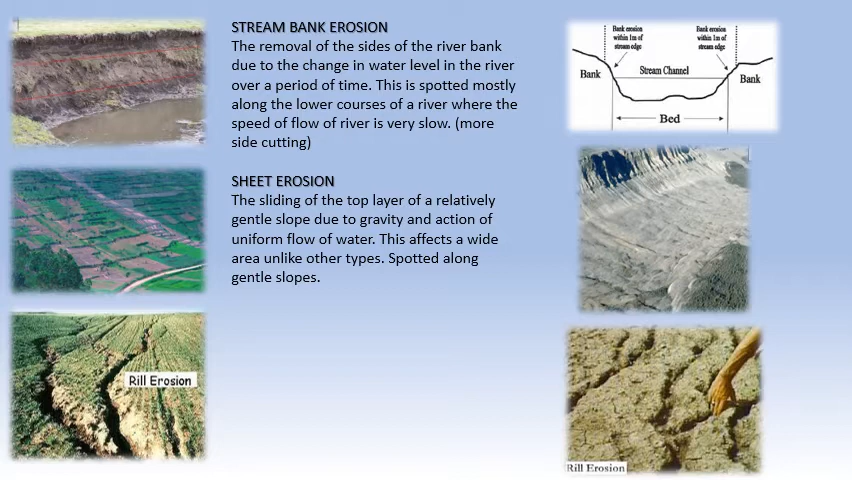 STREAM BANK EROSION
The removal of the sides of the river bank
due to the change in water level in the river
over a period of time. This is spotted mostly
along the lower courses of a river where the
speed of flow of river is very slow. (more
side cutting)
SHEET EROSION
The sliding of the top layer of a relatively
gentle slope due to gravity and action of
uniform flow of water. This affects a wide
area unlike other types. Spotted along
gentle slopes.
Rill Erosion
Bank erosion
within 1m of
stream edge
Bank erosion
within 1m of
stream edge
Bank
Stream Channel
Bank
Bed
Rill Erosion